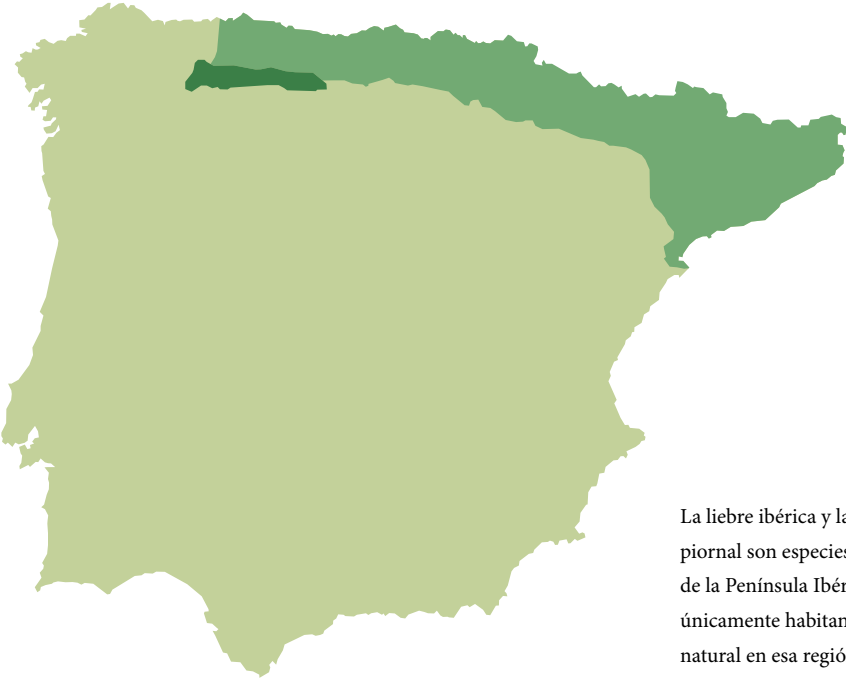 La liebre ibérica y la
piornal son especies
de la Península Ibér
únicamente habitan
natural en esa regió